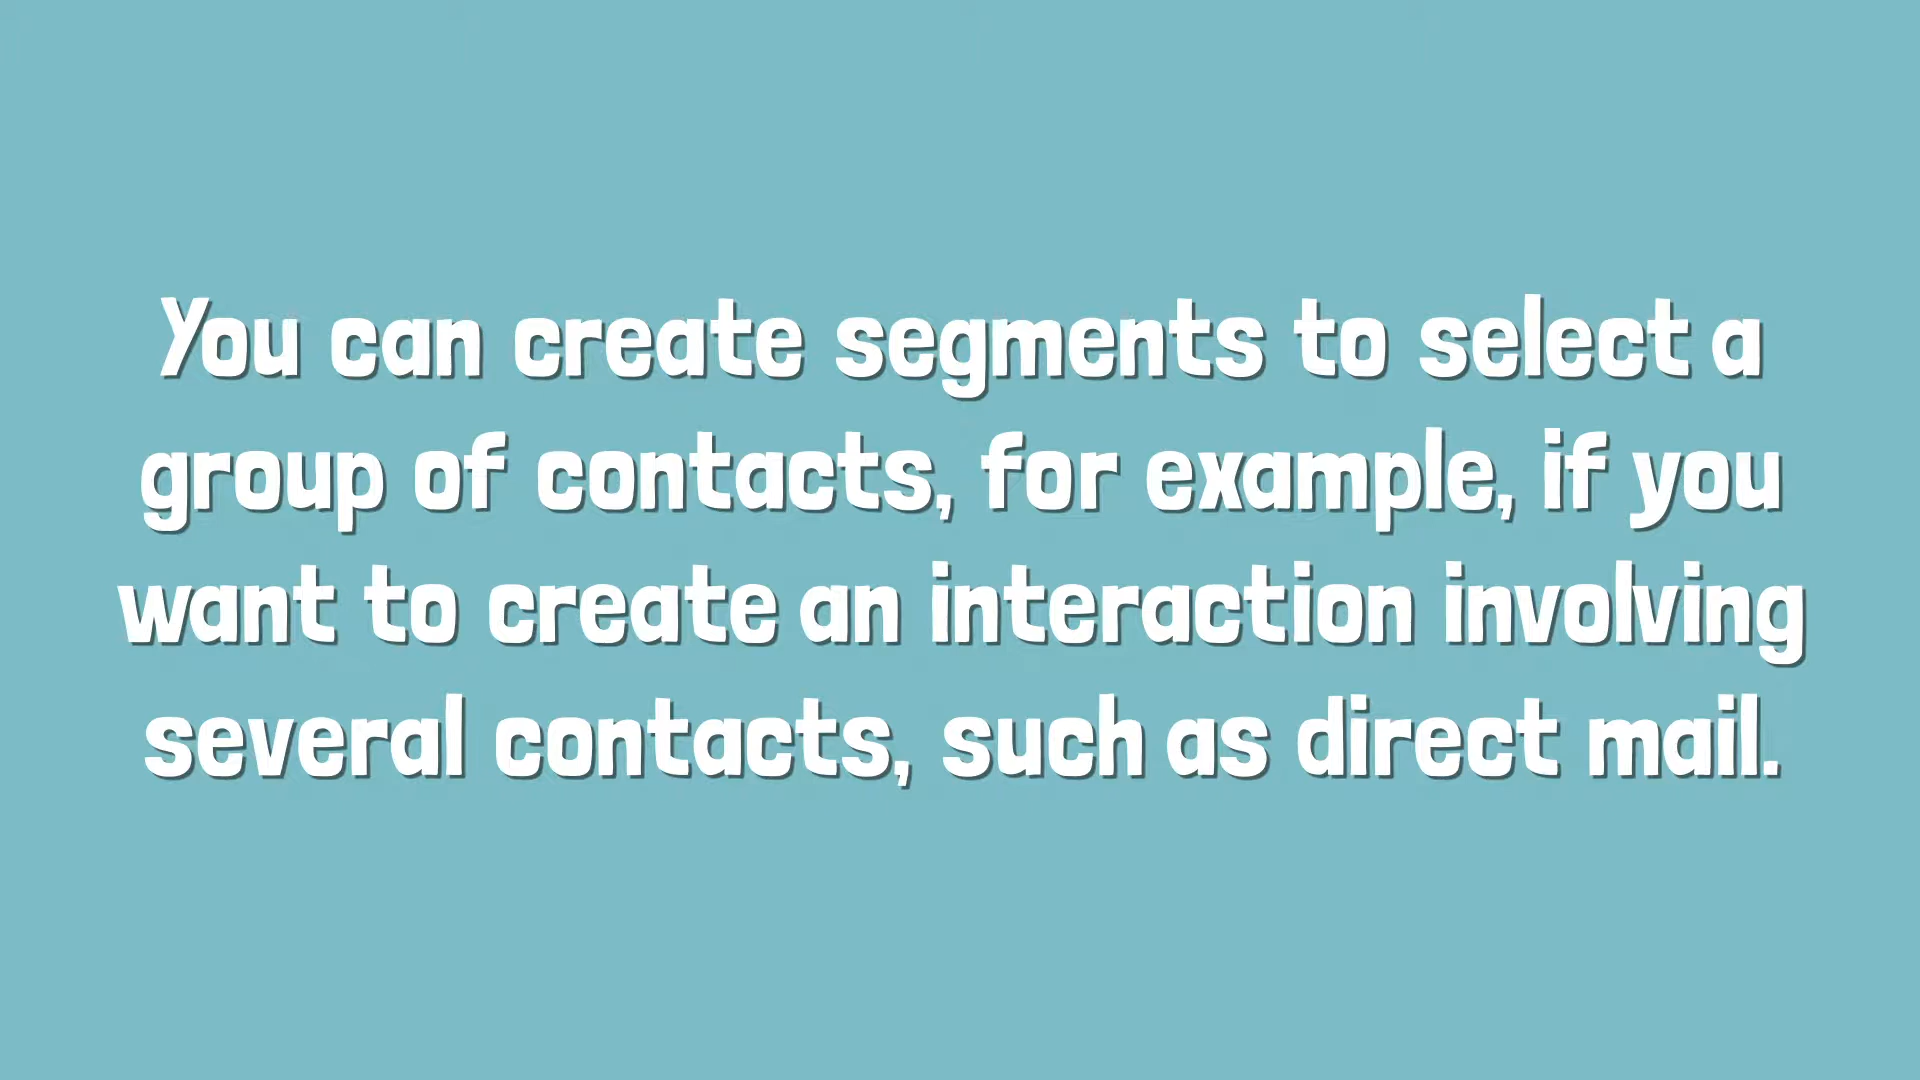 You can create segments to select a
group of contacts, for example, if you
want to create an interaction involving
several contacts, such as direct mail.